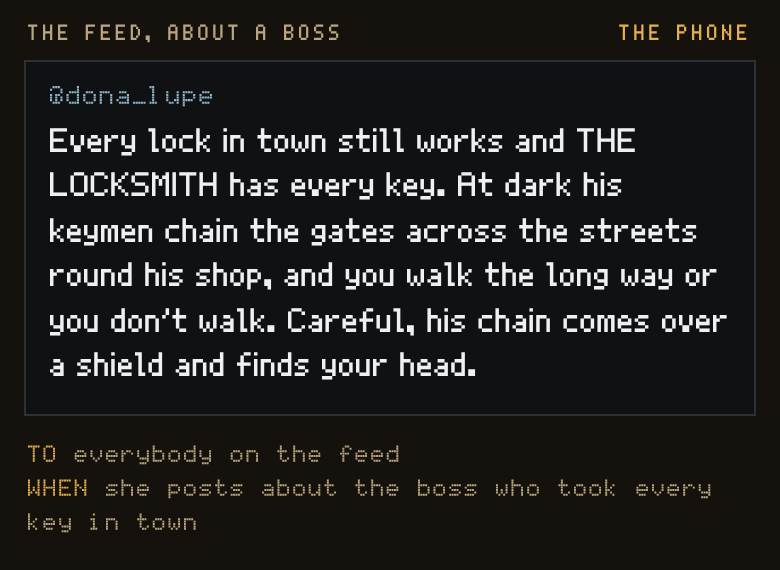 THE FEED, ABOUT A BOSS
THE PHONE
@dona_lupe
Every lock in town still works and THE
LOCKSMITH has every key. At dark his
keymen chain the gates across the streets
round his shop, and you walk the long way or
you don't walk. Careful, his chain comes over
a shield and finds your head.
TO everybody on the feed
WHEN she posts about the boss who took every
key in town